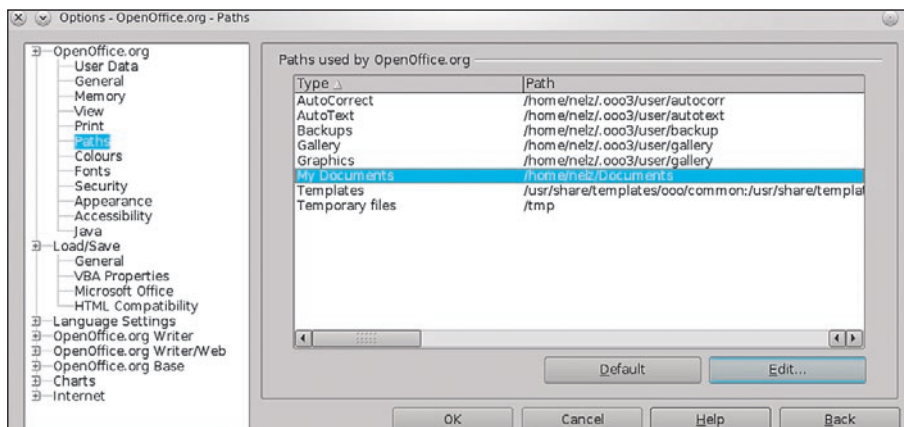 Options - OpenOffice.org - Paths
OpenOffice.org
User Data
General
Memory
View
Print
Paths
Colours
Fonts
Security
Appearance
Accessibility
Java
Load/Save
General
VBA Properties
Microsoft Office
HTML Compatibility
Language Settings
OpenOffice.org Writer
OpenOffice.org Writer/Web
OpenOffice.org Base
Charts
Internet
Paths used by OpenOffice.org
Type Path
AutoCorrect /home/nelz/.ooo3/user/autocorr
AutoText /home/nelz/.ooo3/user/autotext
Backups /home/nelz/.ooo3/user/backup
Gallery /home/nelz/.ooo3/user/gallery
Graphics /home/nelz/.ooo3/user/gallery
My Documents /home/nelz/Documents
Templates /usr/share/templates/ooo/common;/usr/share/templat
Temporary files /tmp
Default Edit...
OK Cancel Help Back